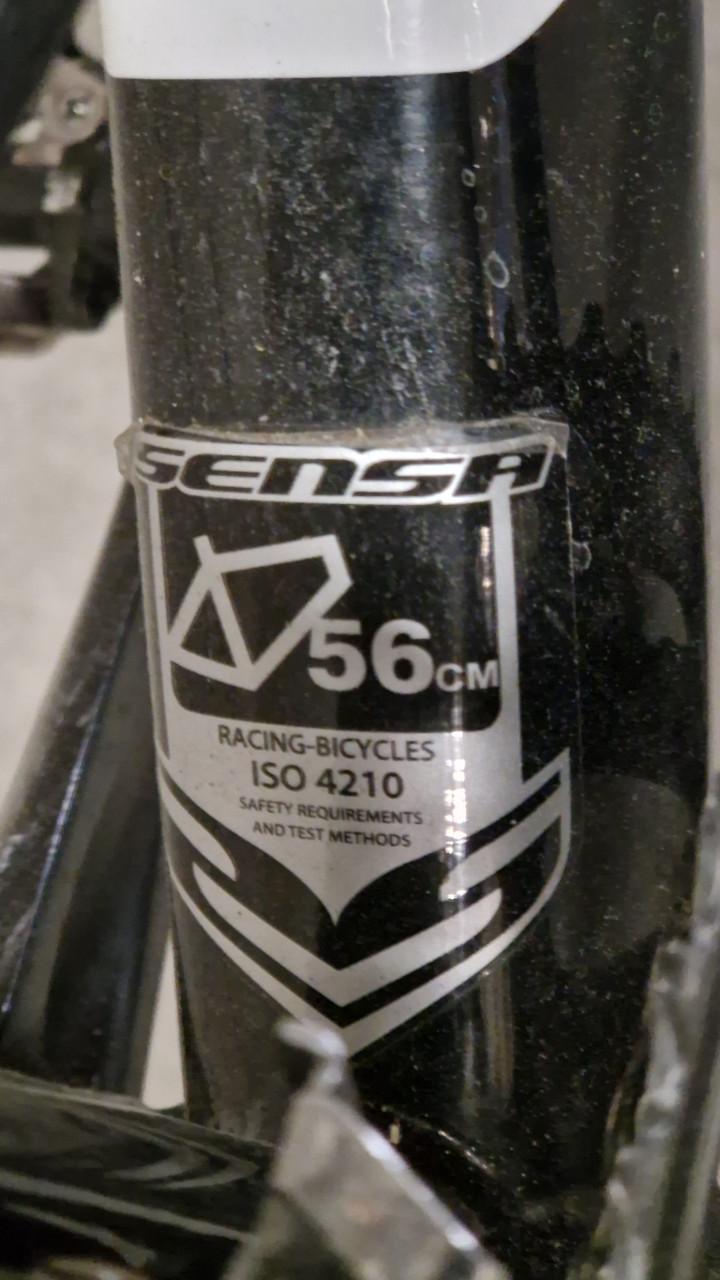 SENSA
56CM
RACING-BICYCLES
ISO 4210
SAFETY REQUIREMENTS
AND TEST METHODS